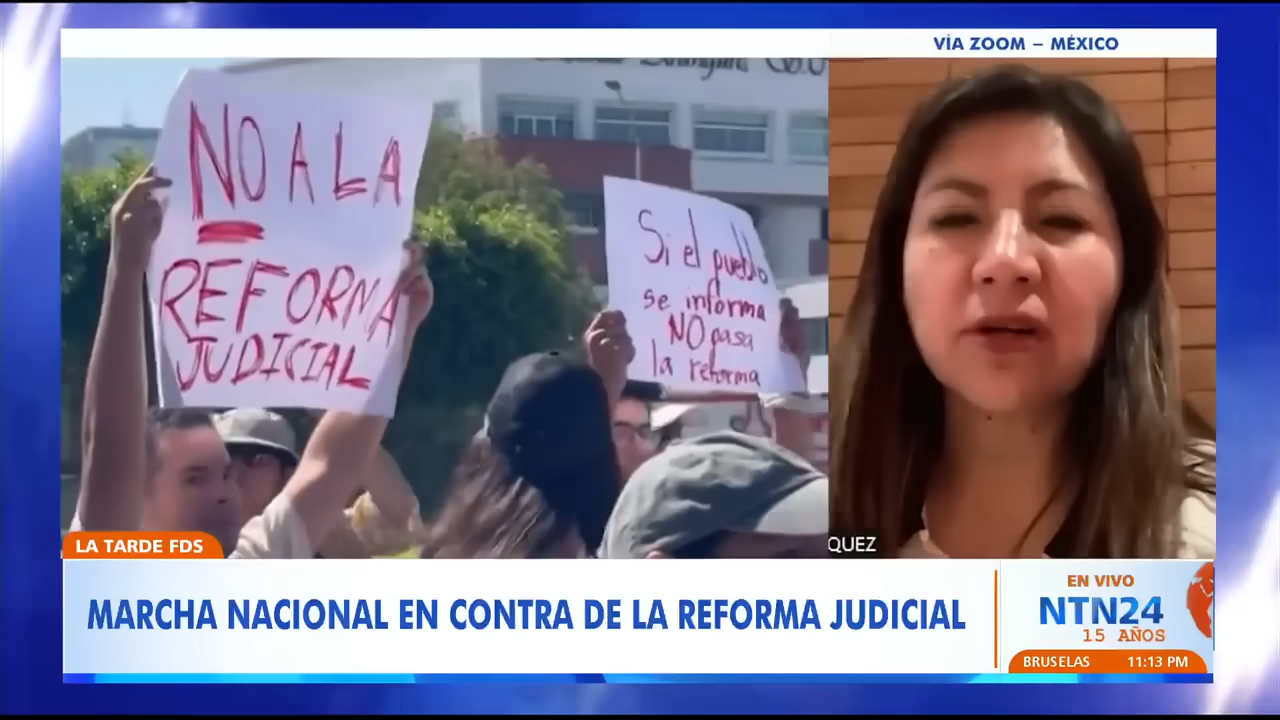 VÍA ZOOM – MÉXICO
NO A LA
REFORMA
JUDICIAL
Si el pueblo
se informa
NO pasa
la reforma
QUEZ
LA TARDE FDS
MARCHA NACIONAL EN CONTRA DE LA REFORMA JUDICIAL
EN VIVO
NTN24
15 AÑOS
BRUSELAS 11:13 PM